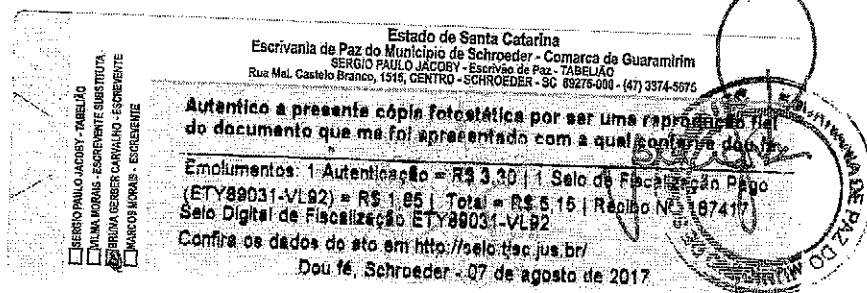 Estado de Santa Catarina
Escrivania de Paz do Município de Schroeder - Comarca de Guaramirim
SERGIO PAULO JACOBY - Escrivão de Paz - TABELIÃO
Rua Mal. Castelo Branco, 1515, CENTRO - SCHROEDER - SC 89275-000 - (47) 3374-5675
SERGIO PAULO JACOBY - TABELIÃO
VILMA MORAIS - ESCREVENTE SUBSTITUTA
BRUNA GERBER CARVALHO - ESCREVENTE
MARCOS MORAIS - ESCREVENTE
Autentico a presente cópia fotostática por ser uma reprodução fiel
do documento que me foi apresentado com a qual conferi e dou fé.
Emolumentos: 1 Autenticação = R$ 3,30 | 1 Selo de Fiscalização Pago
(ETY89031-VL92) = R$ 1,85 | Total = R$ 5,15 | Recibo Nº 187417
Selo Digital de Fiscalização ETY89031-VL92
Confira os dados do ato em http://selo.tjsc.jus.br/
Dou fé, Schroeder - 07 de agosto de 2017
DE PAZ DO